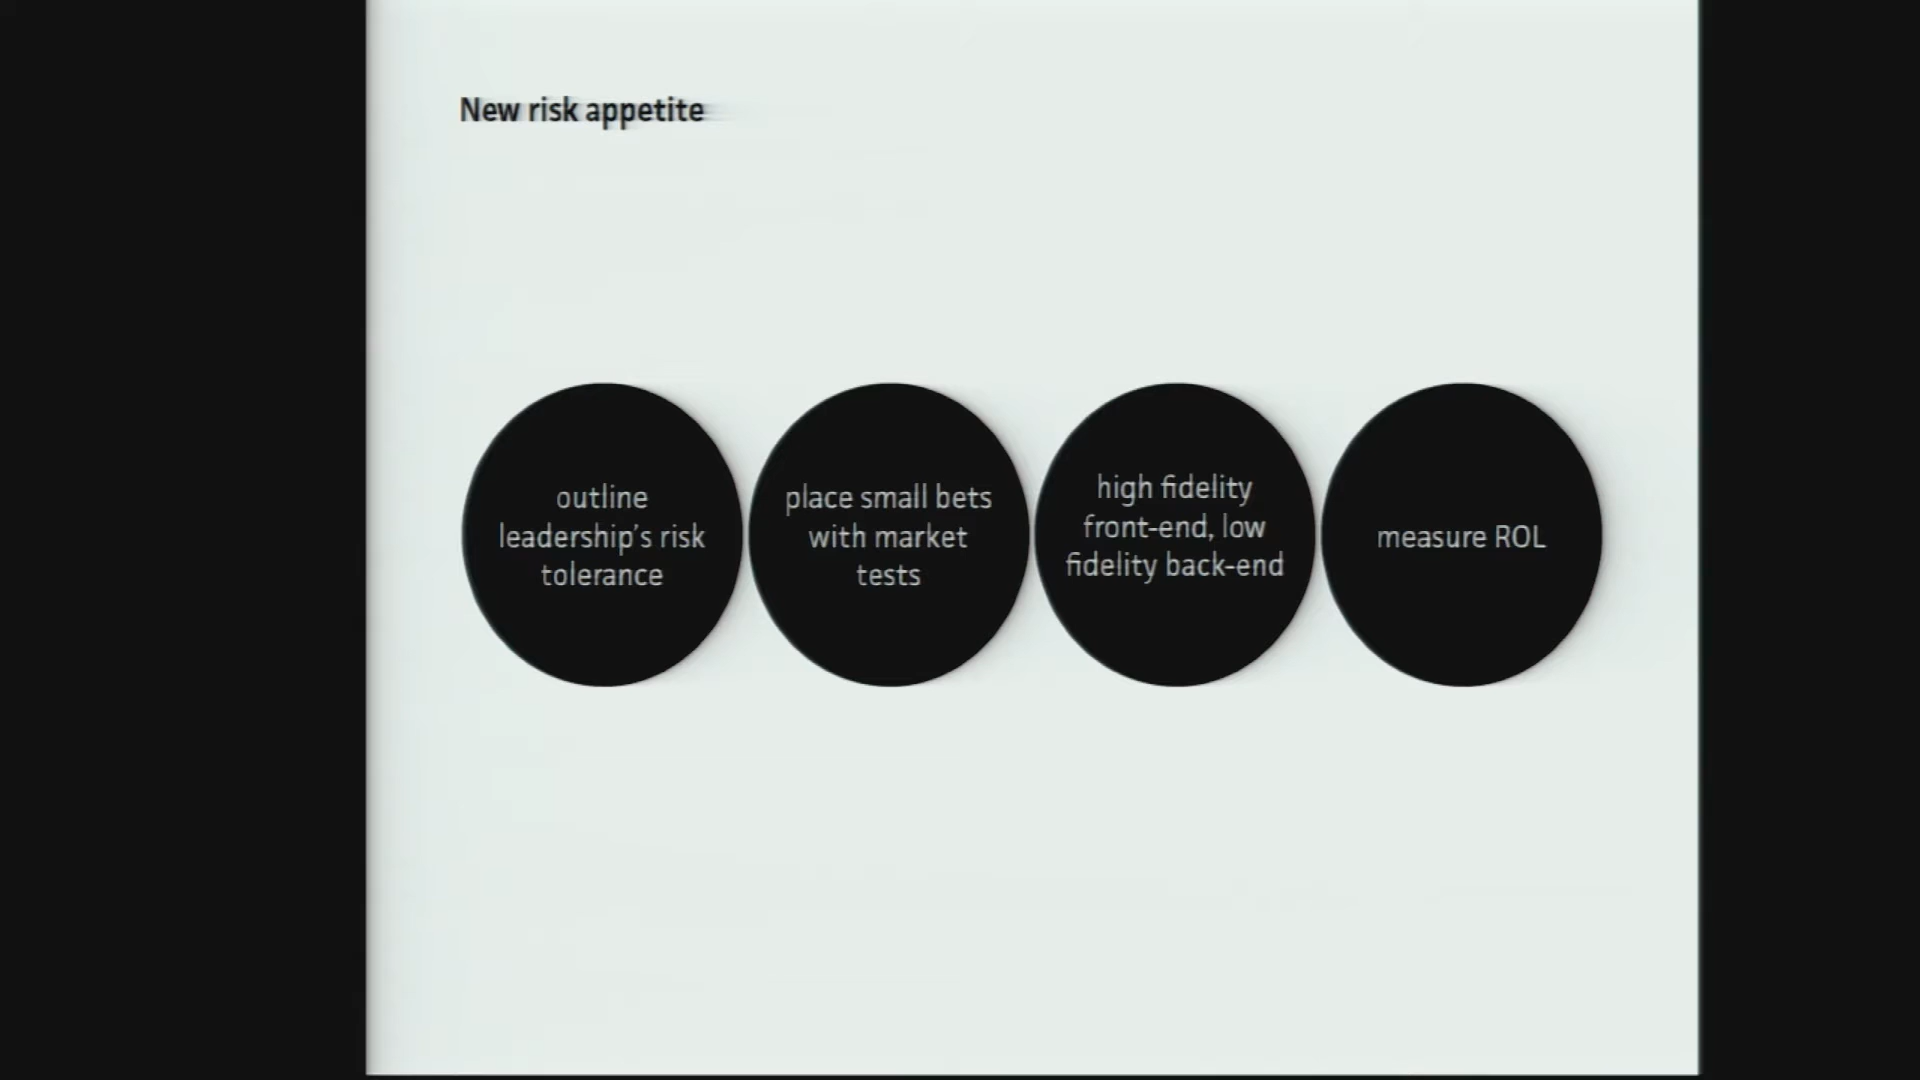 New risk appetite
outline
leadership's risk
tolerance
place small bets
with market
tests
high fidelity
front-end, low
fidelity back-end
measure ROL